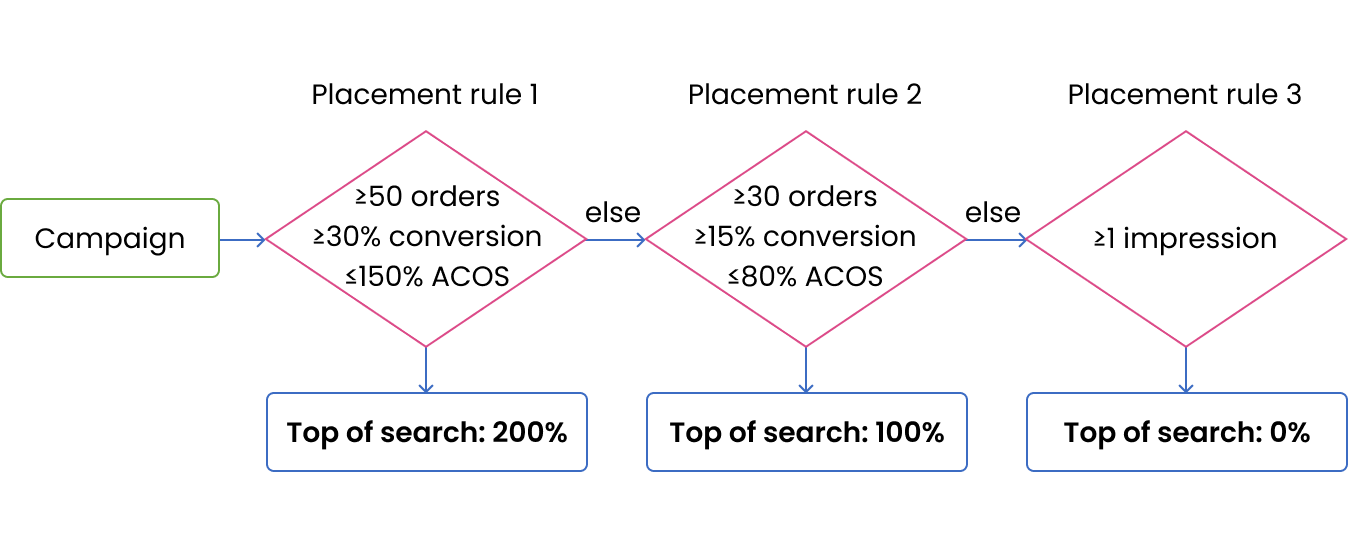 Placement rule 1
Placement rule 2
Placement rule 3
Campaign
≥50 orders
≥30% conversion
≤150% ACOS
else
≥30 orders
≥15% conversion
≤80% ACOS
else
≥1 impression
Top of search: 200%
Top of search: 100%
Top of search: 0%